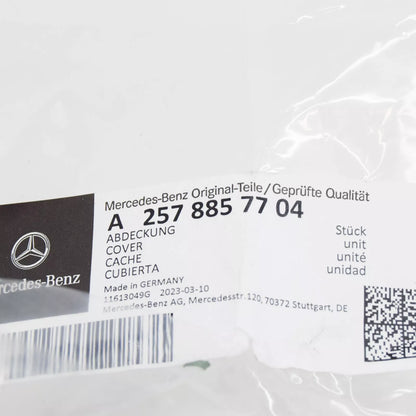 Mercedes-Benz Original-Teile/Geprüfte Qualität
A 257 885 77 04
ABDECKUNG Stück
COVER unit
CACHE unité
CUBIERTA unidad
Made in GERMANY
11613049G 2023-03-10
Mercedes-Benz AG, Mercedesstr.120, 70372 Stuttgart, DE
rcedes-Benz